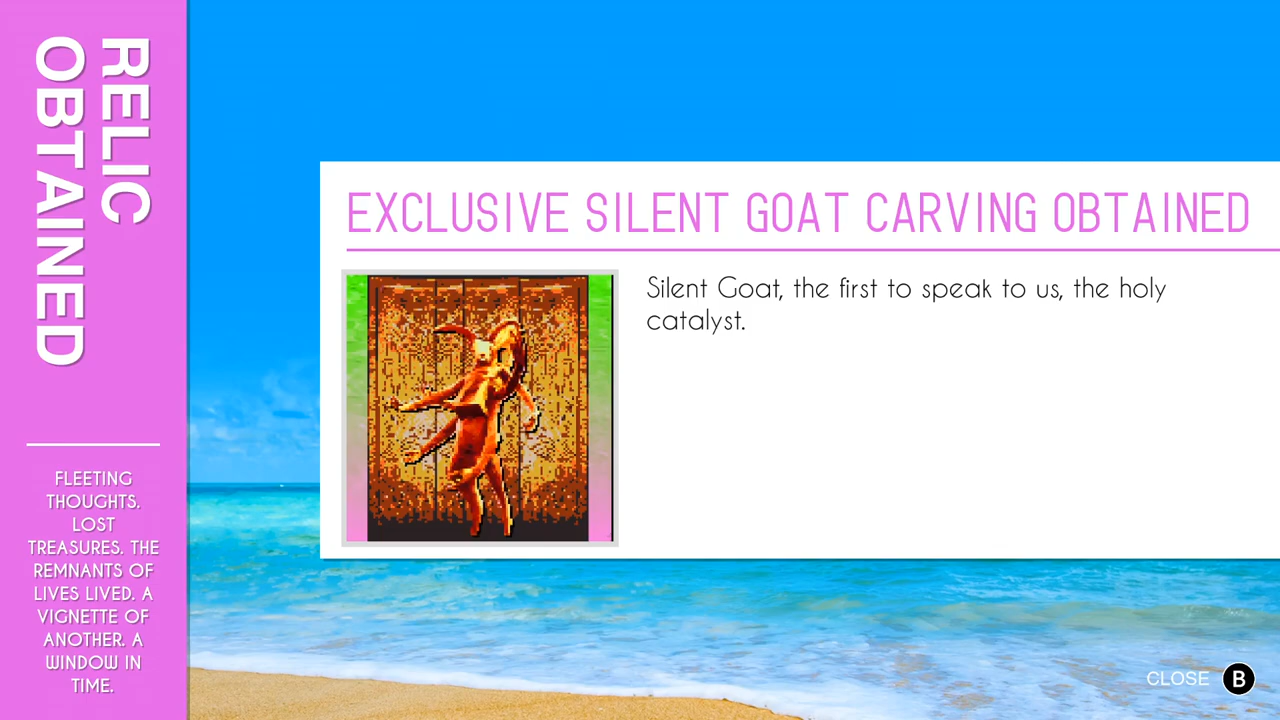 RELIC
OBTAINED
FLEETING
THOUGHTS.
LOST
TREASURES. THE
REMNANTS OF
LIVES LIVED. A
VIGNETTE OF
ANOTHER. A
WINDOW IN
TIME.
EXCLUSIVE SILENT GOAT CARVING OBTAINED
Silent Goat, the first to speak to us, the holy
catalyst.
CLOSE B